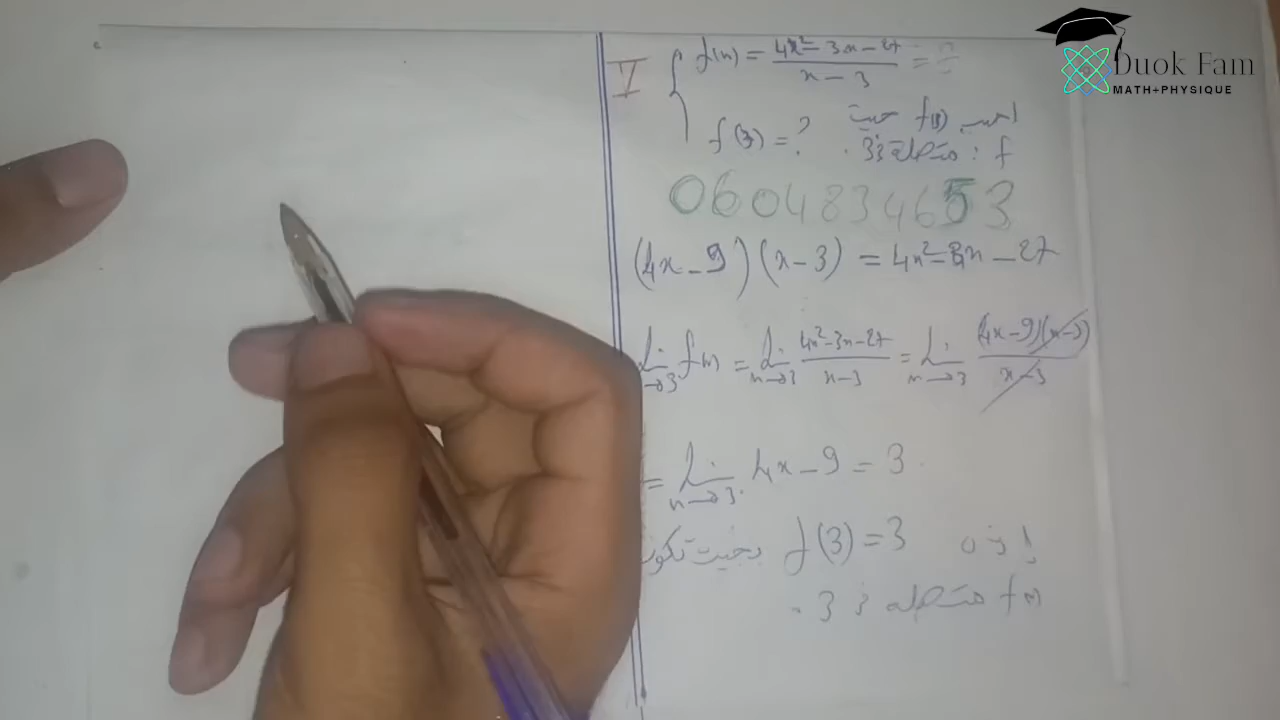 Duok Fam
MATH+PHYSIQUE
V { f(x) = (4x² - 3x - 27)/(x - 3)
f(3) = ? احسب f(3) حيث
f : متصلة في 3.
0604834653
(4x - 9)(x - 3) = 4x² - 3x - 27
Lim x→3 f(x) = Lim x→3 (4x² - 3x - 27)/(x - 3) = Lim x→3 (4x - 9)(x - 3)/(x - 3)
= Lim x→3 4x - 9 = 3
إذن f(3) = 3 بحيث تكون
f(x) متصلة في 3.